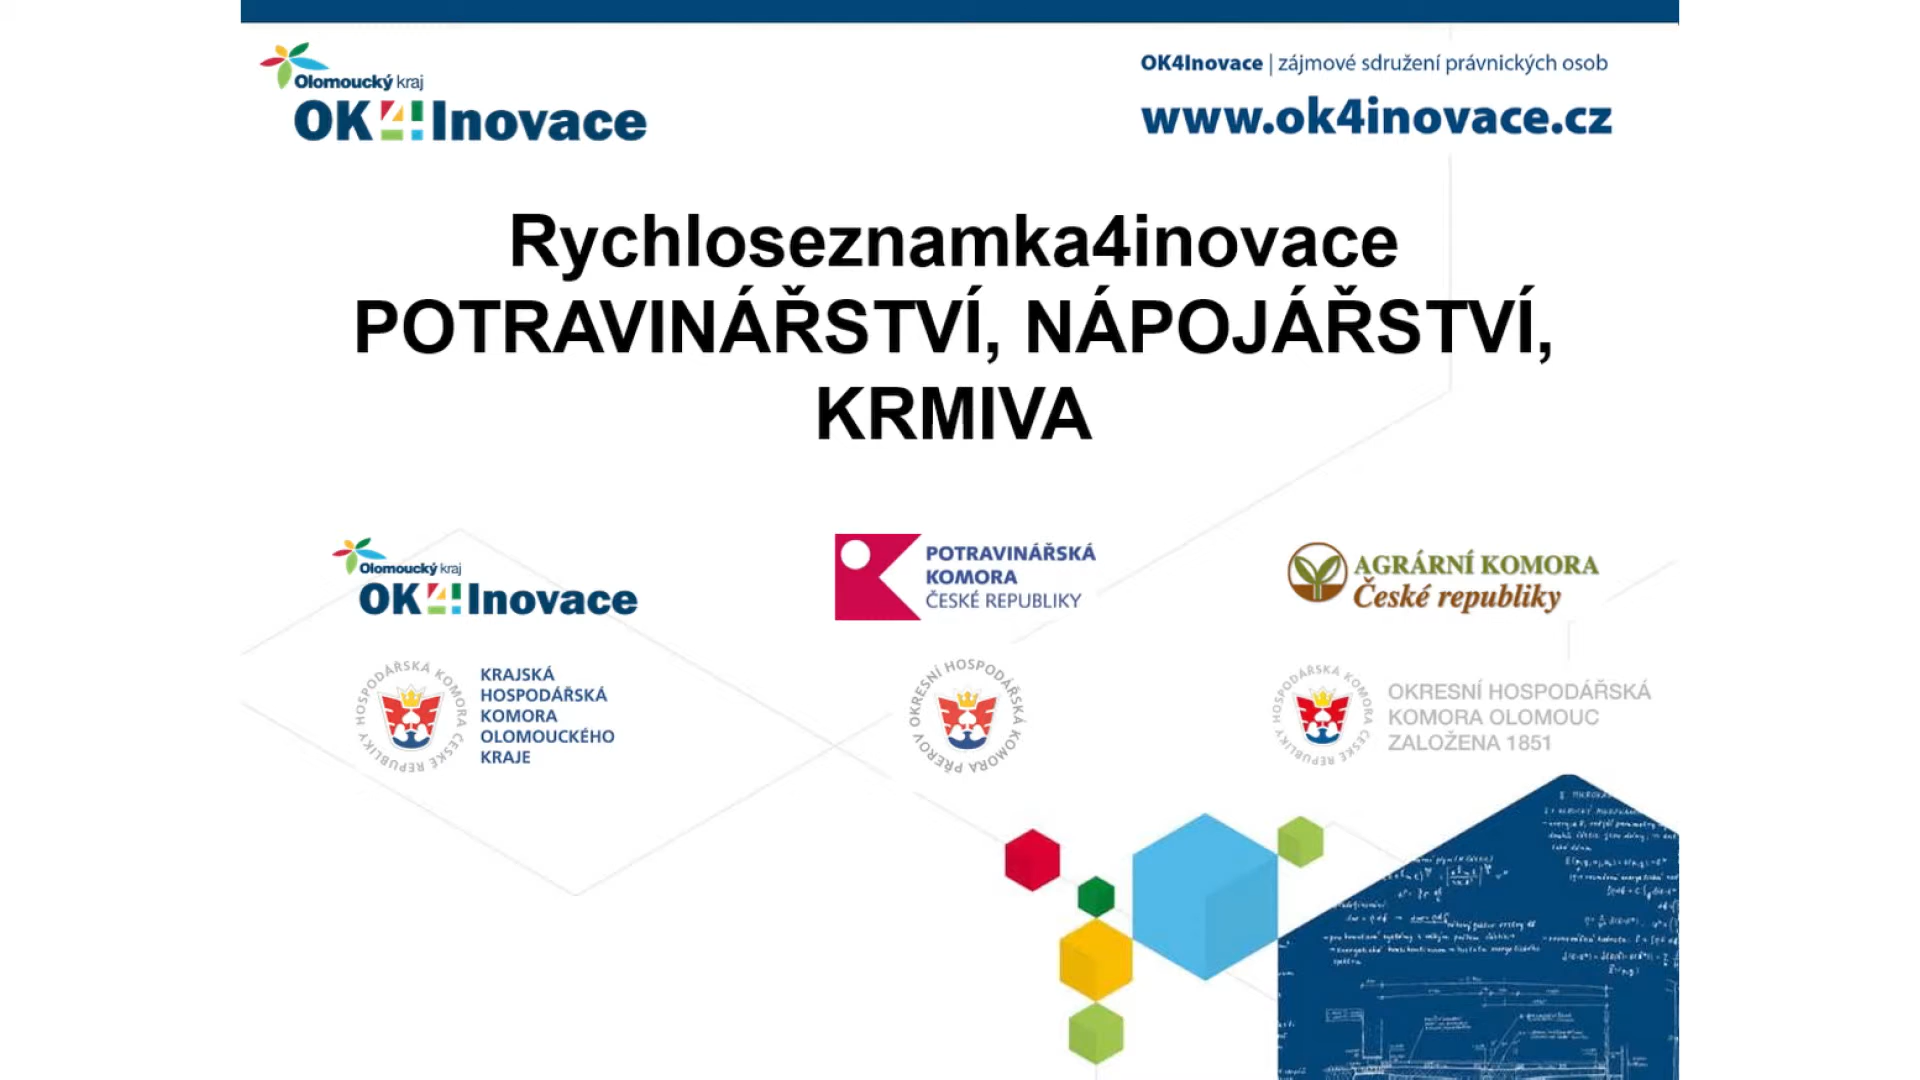 Olomoucký kraj
OK4Inovace
OK4Inovace | zájmové sdružení právnických osob
www.ok4inovace.cz
Rychloseznamka4inovace
POTRAVINÁŘSTVÍ, NÁPOJÁŘSTVÍ,
KRMIVA
Olomoucký kraj
OK4Inovace
POTRAVINÁŘSKÁ
KOMORA
ČESKÉ REPUBLIKY
AGRÁRNÍ KOMORA
České republiky
HOSPODÁŘSKÁ KOMORA ČESKÉ REPUBLIKY
KRAJSKÁ
HOSPODÁŘSKÁ
KOMORA
OLOMOUCKÉHO
KRAJE
OKRESNÍ HOSPODÁŘSKÁ KOMORA PŘEROV
HOSPODÁŘSKÁ KOMORA ČESKÉ REPUBLIKY
OKRESNÍ HOSPODÁŘSKÁ
KOMORA OLOMOUC
ZALOŽENA 1851